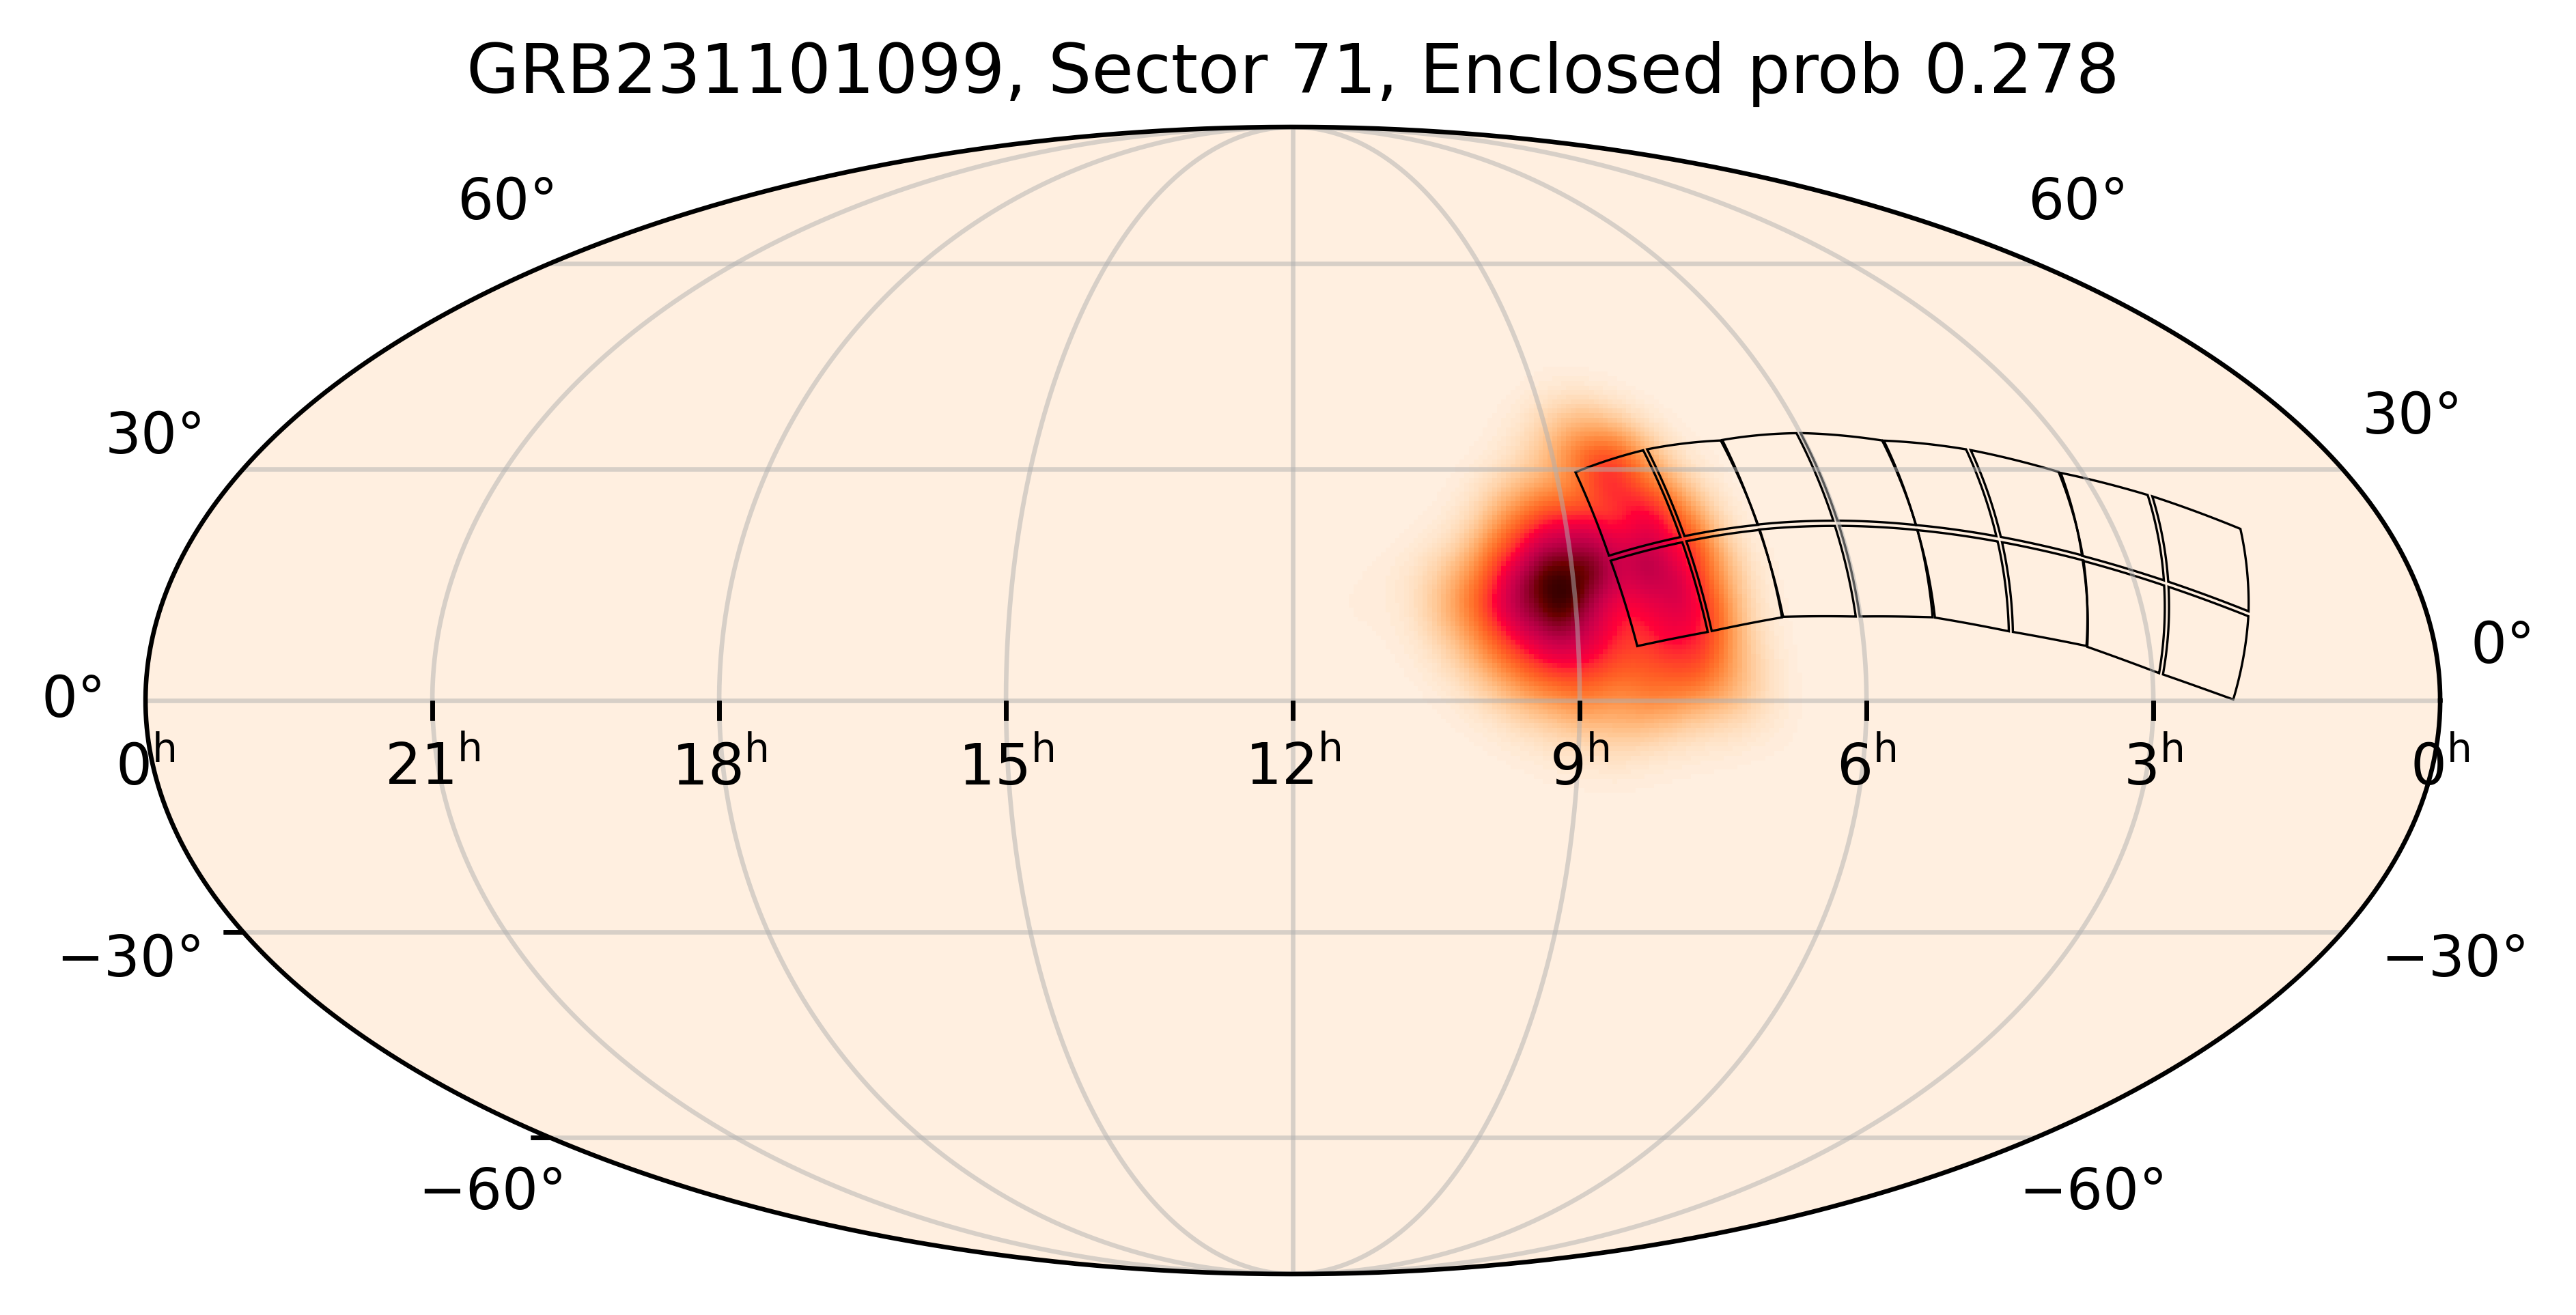 GRB231101099, Sector 71, Enclosed prob 0.278
60° 60°
30° 30°
0° 0°
0ʰ 21ʰ 18ʰ 15ʰ 12ʰ 9ʰ 6ʰ 3ʰ 0ʰ
−30° −30°
−60° −60°